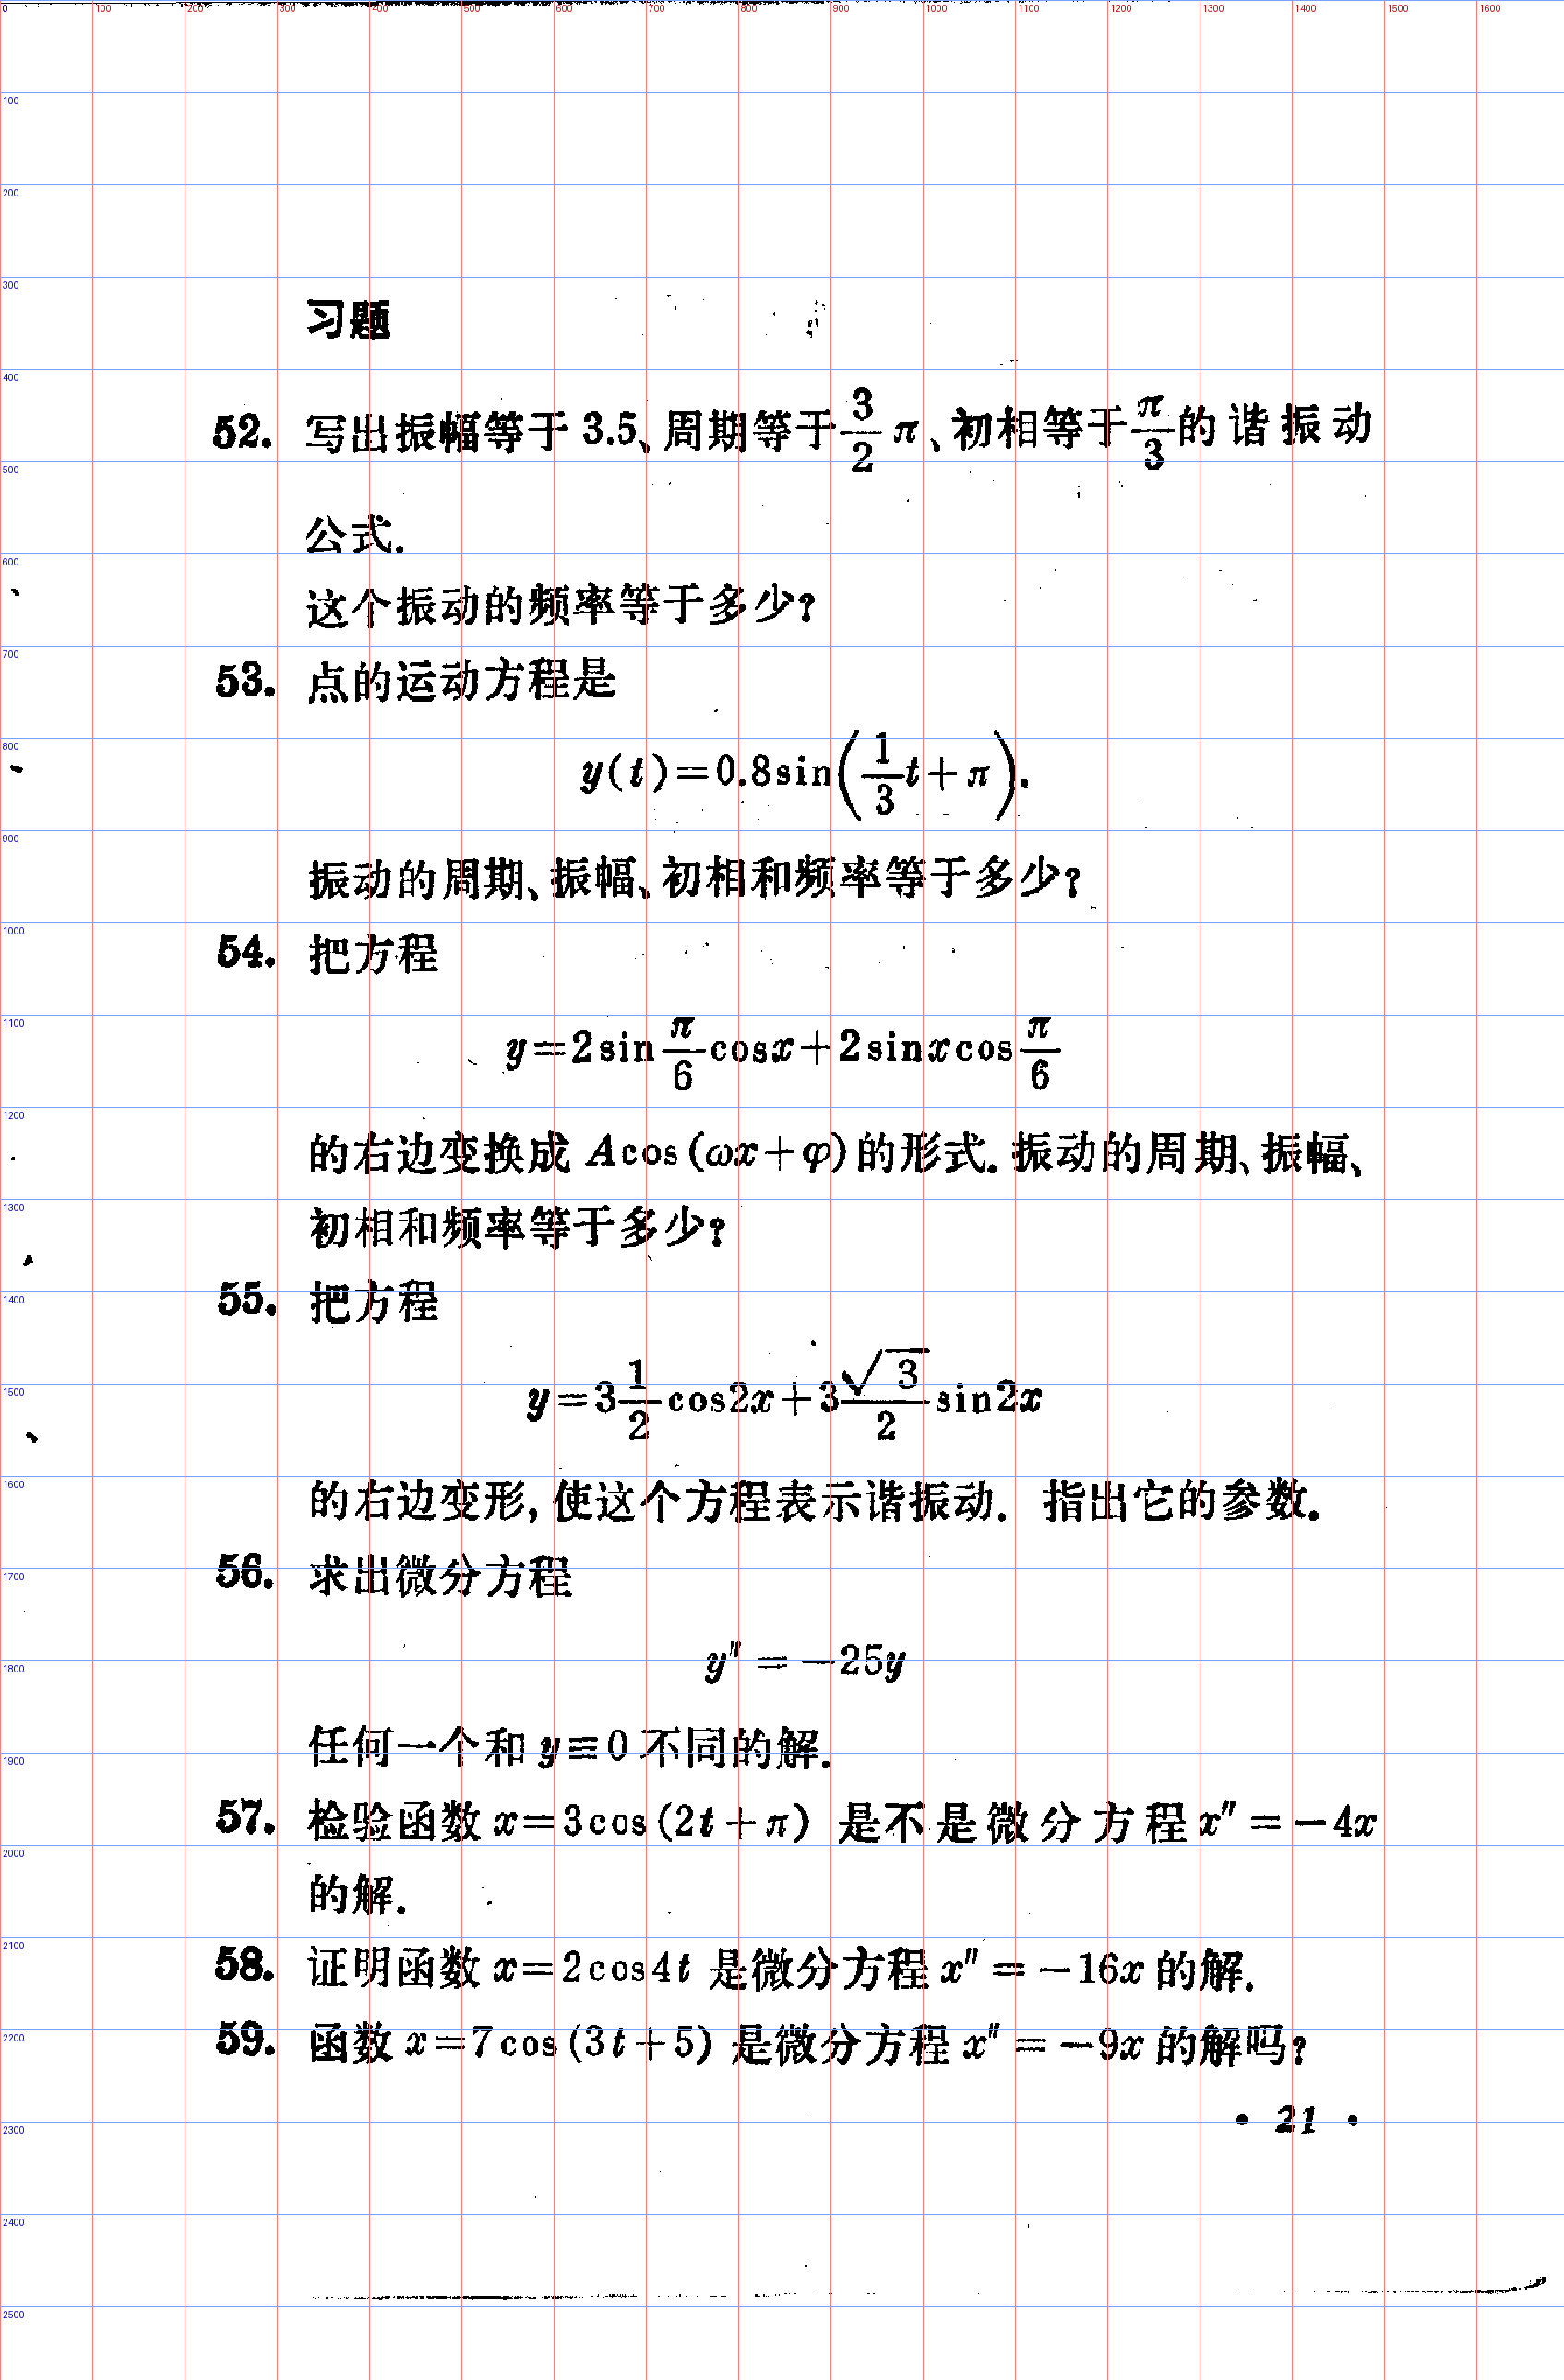 习题
52. 写出振幅等于 3.5、周期等于 3/2 π、初相等于 π/3 的谐振动
公式.
这个振动的频率等于多少?
53. 点的运动方程是
y(t)=0.8sin(1/3 t+π).
振动的周期、振幅、初相和频率等于多少?
54. 把方程
y=2sin π/6 cosx+2sinxcos π/6
的右边变换成 Acos(ωx+φ)的形式. 振动的周期、振幅、
初相和频率等于多少?
55. 把方程
y=3 1/2 cos2x+3 √3/2 sin2x
的右边变形, 使这个方程表示谐振动. 指出它的参数.
56. 求出微分方程
y″=-25y
任何一个和 y≡0 不同的解.
57. 检验函数 x=3cos(2t+π) 是不是微分方程 x″=-4x
的解.
58. 证明函数 x=2cos4t 是微分方程 x″=-16x 的解.
59. 函数 x=7cos(3t+5) 是微分方程 x″=-9x 的解吗?
• 21 •